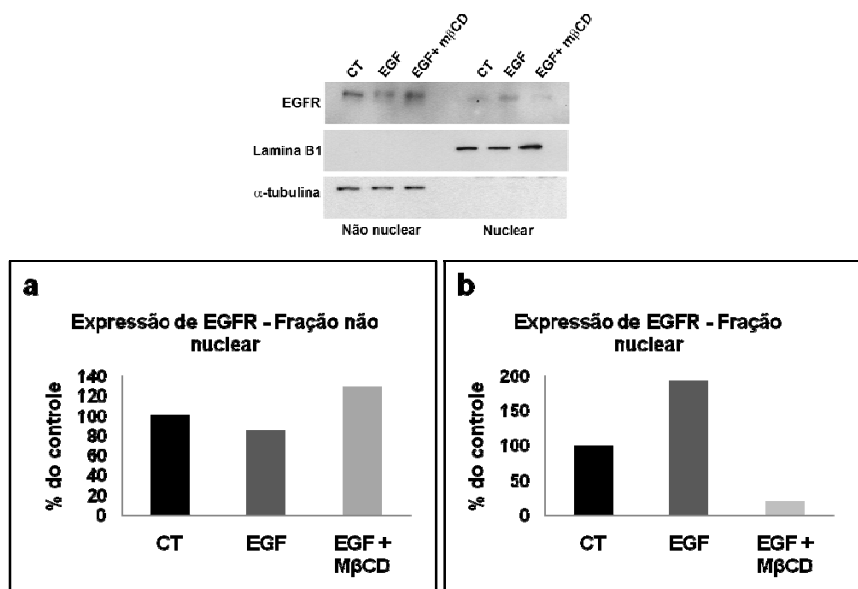 CT EGF EGF+ mβCD CT EGF EGF+ mβCD
EGFR
Lamina B1
α-tubulina
Não nuclear Nuclear
a
Expressão de EGFR - Fração não
nuclear
% do controle
140
120
100
80
60
40
20
0
CT EGF EGF +
MβCD
b
Expressão de EGFR - Fração
nuclear
% do controle
200
150
100
50
0
CT EGF EGF +
MβCD